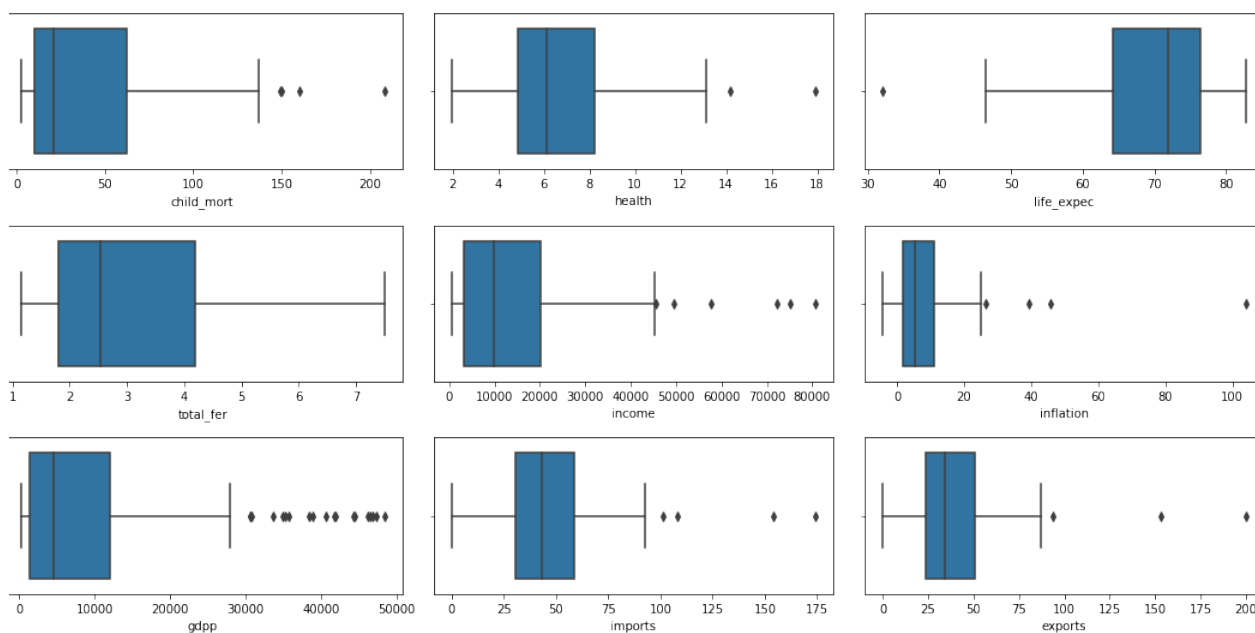 0 50 100 150 200
child_mort
2 4 6 8 10 12 14 16 18
health
30 40 50 60 70 80
life_expec
1 2 3 4 5 6 7
total_fer
0 10000 20000 30000 40000 50000 60000 70000 80000
income
0 20 40 60 80 100
inflation
0 10000 20000 30000 40000 50000
gdpp
0 25 50 75 100 125 150 175
imports
0 25 50 75 100 125 150 175 200
exports